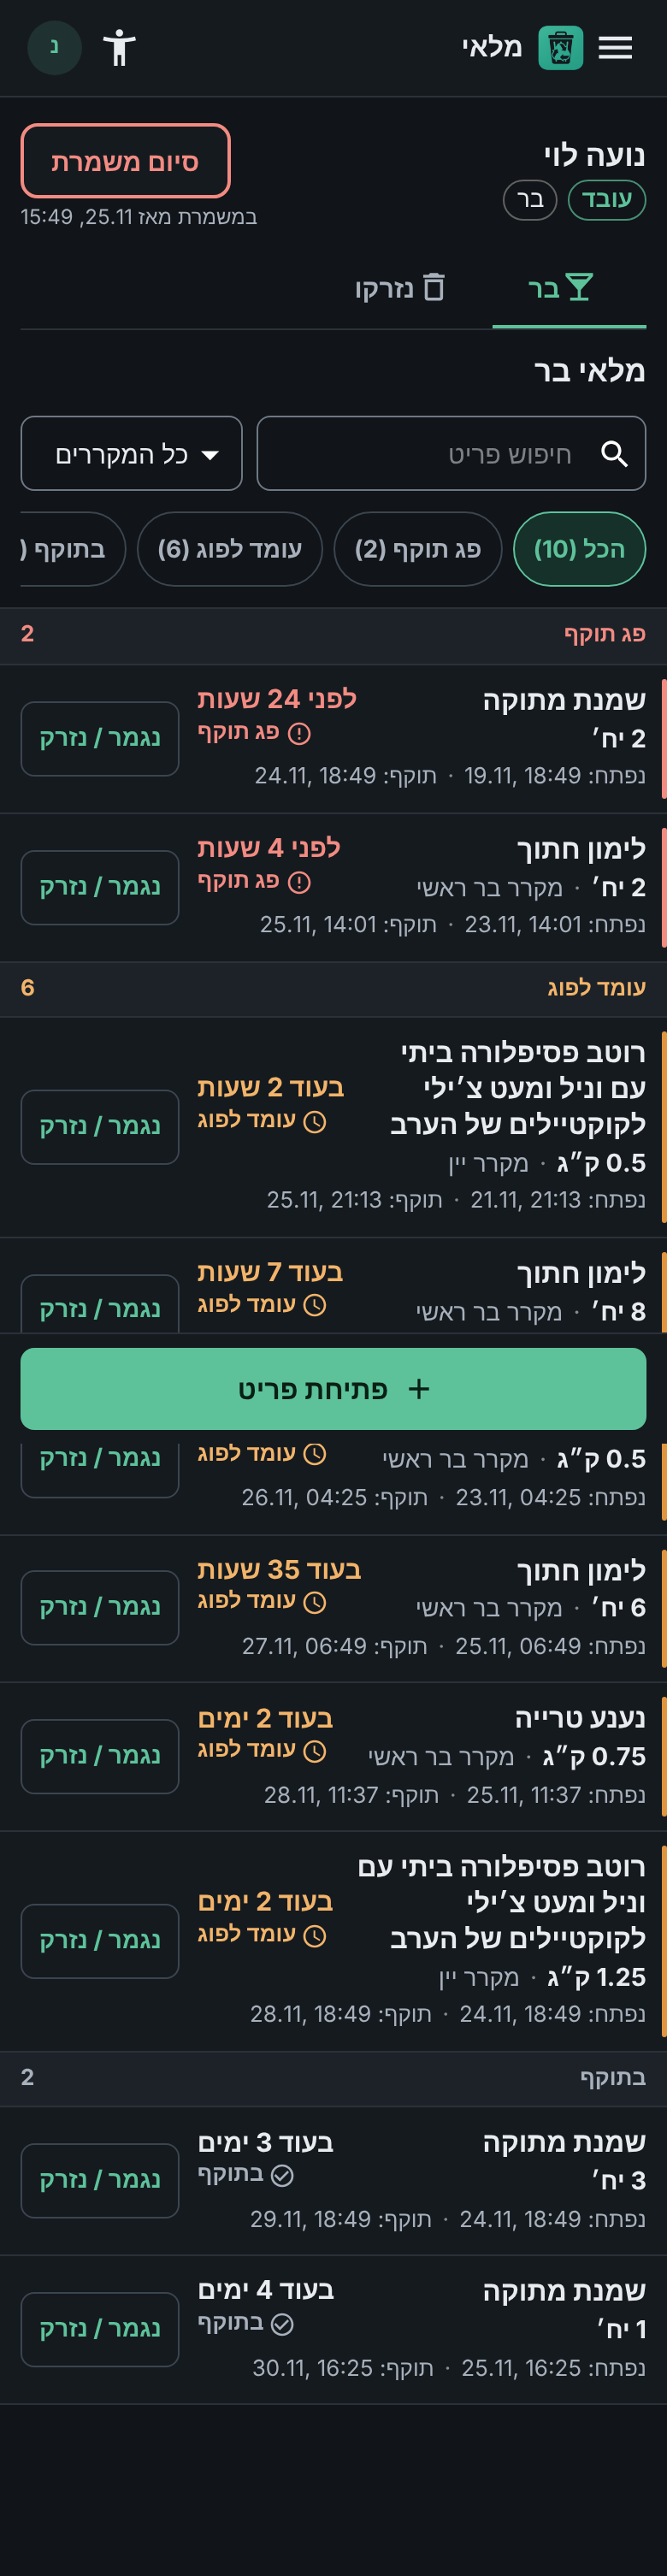 מלאי
נ
נועה לוי
עובד
בר
סיום משמרת
במשמרת מאז 25.11, 15:49
בר
נזרקו
מלאי בר
חיפוש פריט
כל המקררים
הכל (10)
פג תוקף (2)
עומד לפוג (6)
בתוקף (
פג תוקף
2
שמנת מתוקה
2 יח׳
נפתח: 19.11, 18:49 · תוקף: 24.11, 18:49
לפני 24 שעות
פג תוקף
נגמר / נזרק
לימון חתוך
2 יח׳ · מקרר בר ראשי
נפתח: 23.11, 14:01 · תוקף: 25.11, 14:01
לפני 4 שעות
פג תוקף
נגמר / נזרק
עומד לפוג
6
רוטב פסיפלורה ביתי
עם וניל ומעט צ׳ילי
לקוקטיילים של הערב
0.5 ק״ג · מקרר יין
נפתח: 21.11, 21:13 · תוקף: 25.11, 21:13
בעוד 2 שעות
עומד לפוג
נגמר / נזרק
לימון חתוך
8 יח׳ · מקרר בר ראשי
בעוד 7 שעות
עומד לפוג
נגמר / נזרק
פתיחת פריט
0.5 ק״ג · מקרר בר ראשי
נפתח: 23.11, 04:25 · תוקף: 26.11, 04:25
עומד לפוג
נגמר / נזרק
לימון חתוך
6 יח׳ · מקרר בר ראשי
נפתח: 25.11, 06:49 · תוקף: 27.11, 06:49
בעוד 35 שעות
עומד לפוג
נגמר / נזרק
נענע טרייה
0.75 ק״ג · מקרר בר ראשי
נפתח: 25.11, 11:37 · תוקף: 28.11, 11:37
בעוד 2 ימים
עומד לפוג
נגמר / נזרק
רוטב פסיפלורה ביתי עם
וניל ומעט צ׳ילי
לקוקטיילים של הערב
1.25 ק״ג · מקרר יין
נפתח: 24.11, 18:49 · תוקף: 28.11, 18:49
בעוד 2 ימים
עומד לפוג
נגמר / נזרק
בתוקף
2
שמנת מתוקה
3 יח׳
נפתח: 24.11, 18:49 · תוקף: 29.11, 18:49
בעוד 3 ימים
בתוקף
נגמר / נזרק
שמנת מתוקה
1 יח׳
נפתח: 25.11, 16:25 · תוקף: 30.11, 16:25
בעוד 4 ימים
בתוקף
נגמר / נזרק